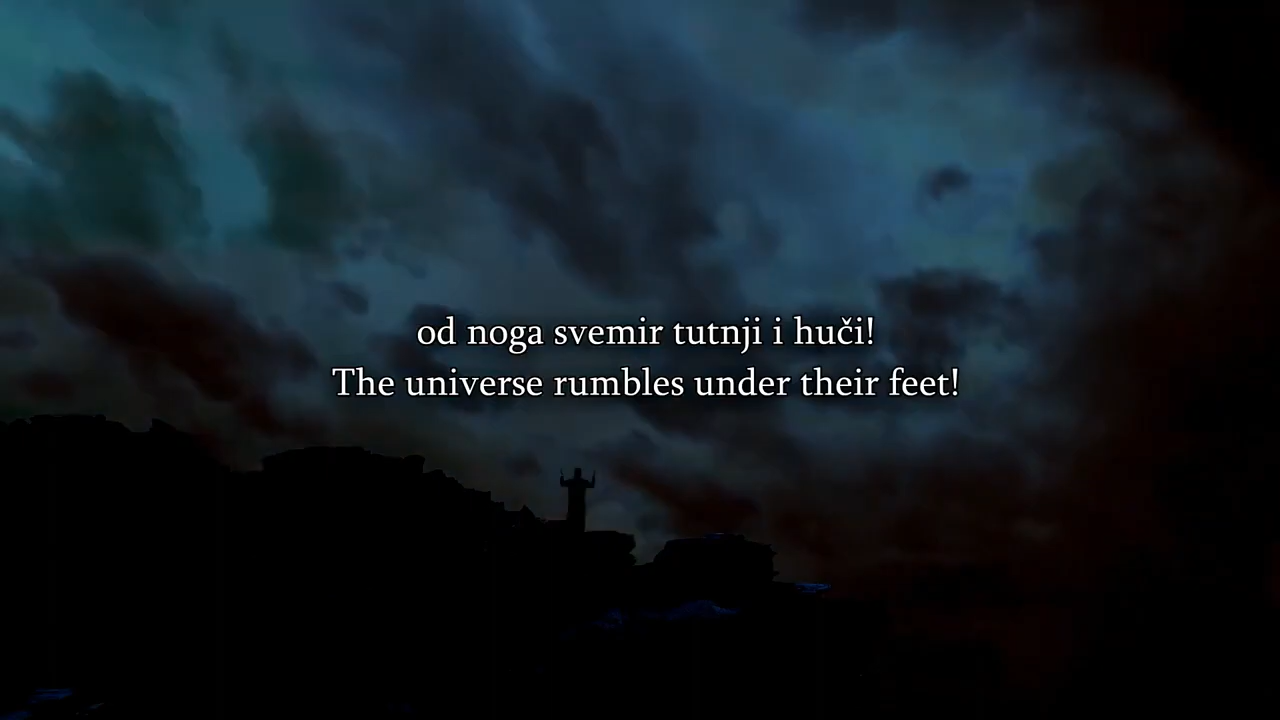 od noga svemir tutnji i huči!
The universe rumbles under their feet!